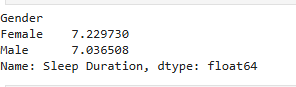 Gender
Female    7.229730
Male      7.036508
Name: Sleep Duration, dtype: float64